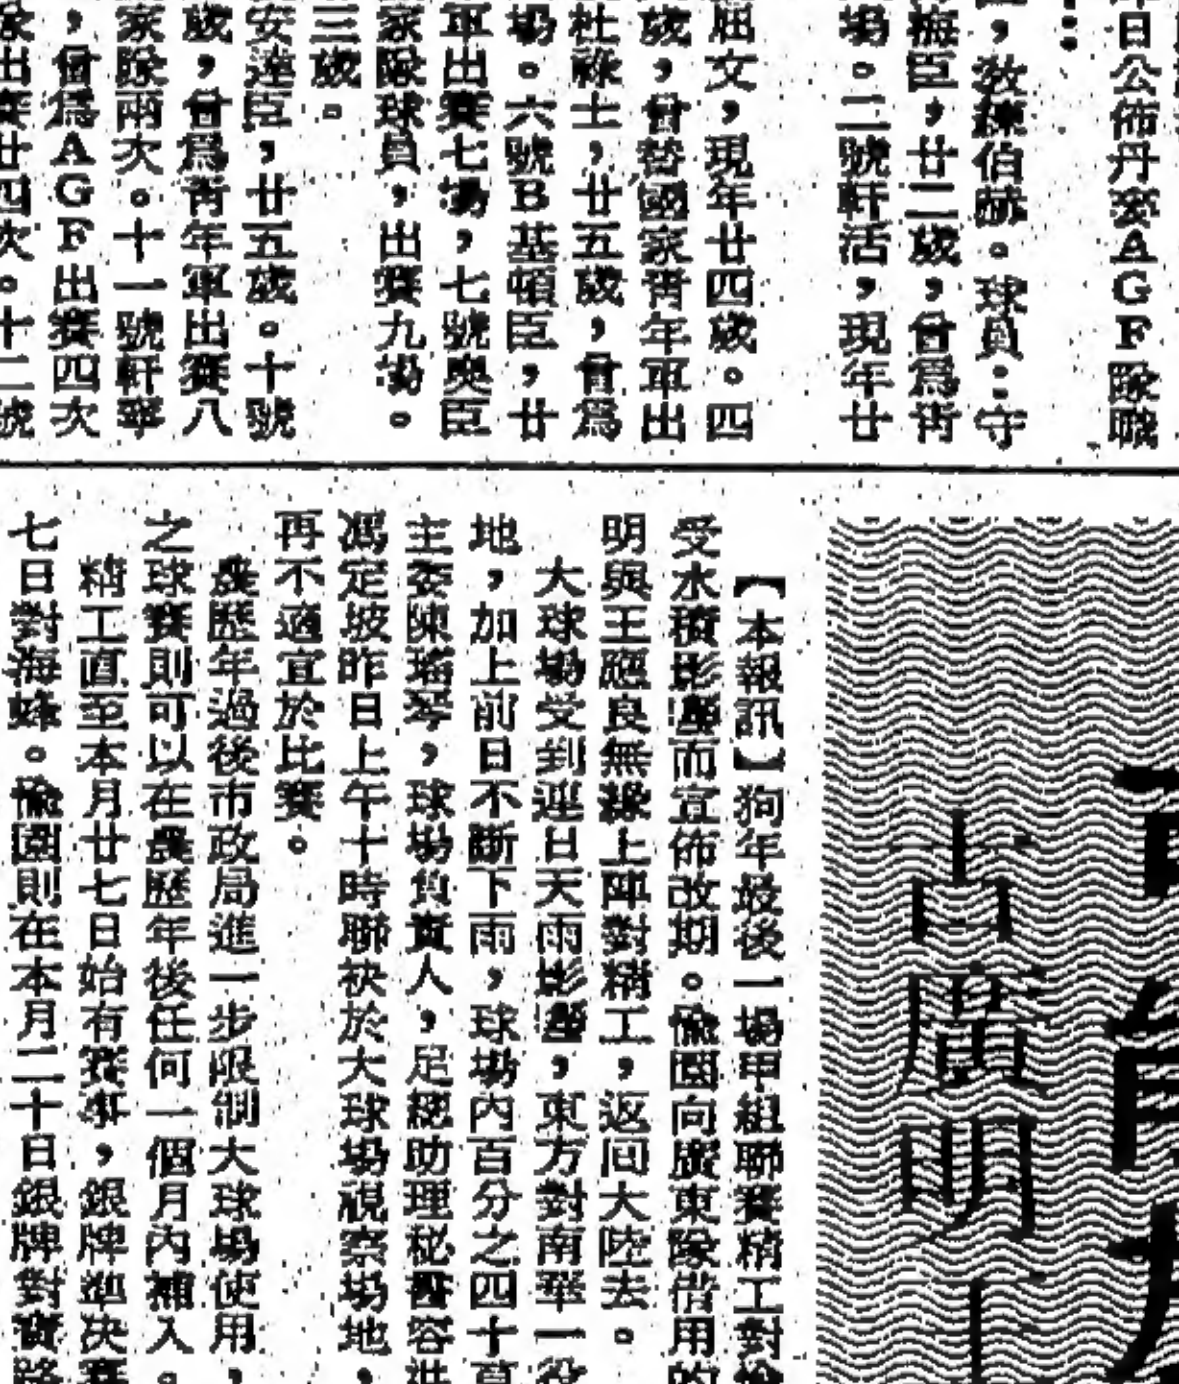 日公佈丹麥AGF隊職
：
，教練伯赫。球員：守
梅臣，廿二歲，曾爲青
場。二號軒活，現年廿
屈文，現年廿四歲。四
歲，曾替國家青年軍出
杜祿士，廿五歲，曾爲
場。六號B基頓臣，廿
軍出賽七場，七號奧臣
家隊球員，出賽九場。
三歲。
安達臣，廿五歲。十號
歲，曾爲青年軍出賽八
家隊兩次。十一號軒寧
，曾爲AGF出賽四次
家出賽廿四次。十二號
古廣明上
【本報訊】狗年最後一場甲組聯賽精工對愉
受水積影響而宣佈改期。愉園向廣東隊借用的
明與王應良無緣上陣對精工，返回大陸去。
大球場受到連日天雨影響，東方對南華一役
地，加上前日不斷下雨，球場內百分之四十草
主委陳瑤琴，球場負責人，足總助理秘書容洪
馮定坡昨日上午十時聯袂於大球場視察場地，
再不適宜於比賽。
農歷年過後市政局進一步限制大球場使用，
之球賽則可以在農歷年後任何一個月內補入。
精工直至本月廿七日始有賽事，銀牌準決賽
七日對海蜂。愉園則在本月二十日銀牌對寶路